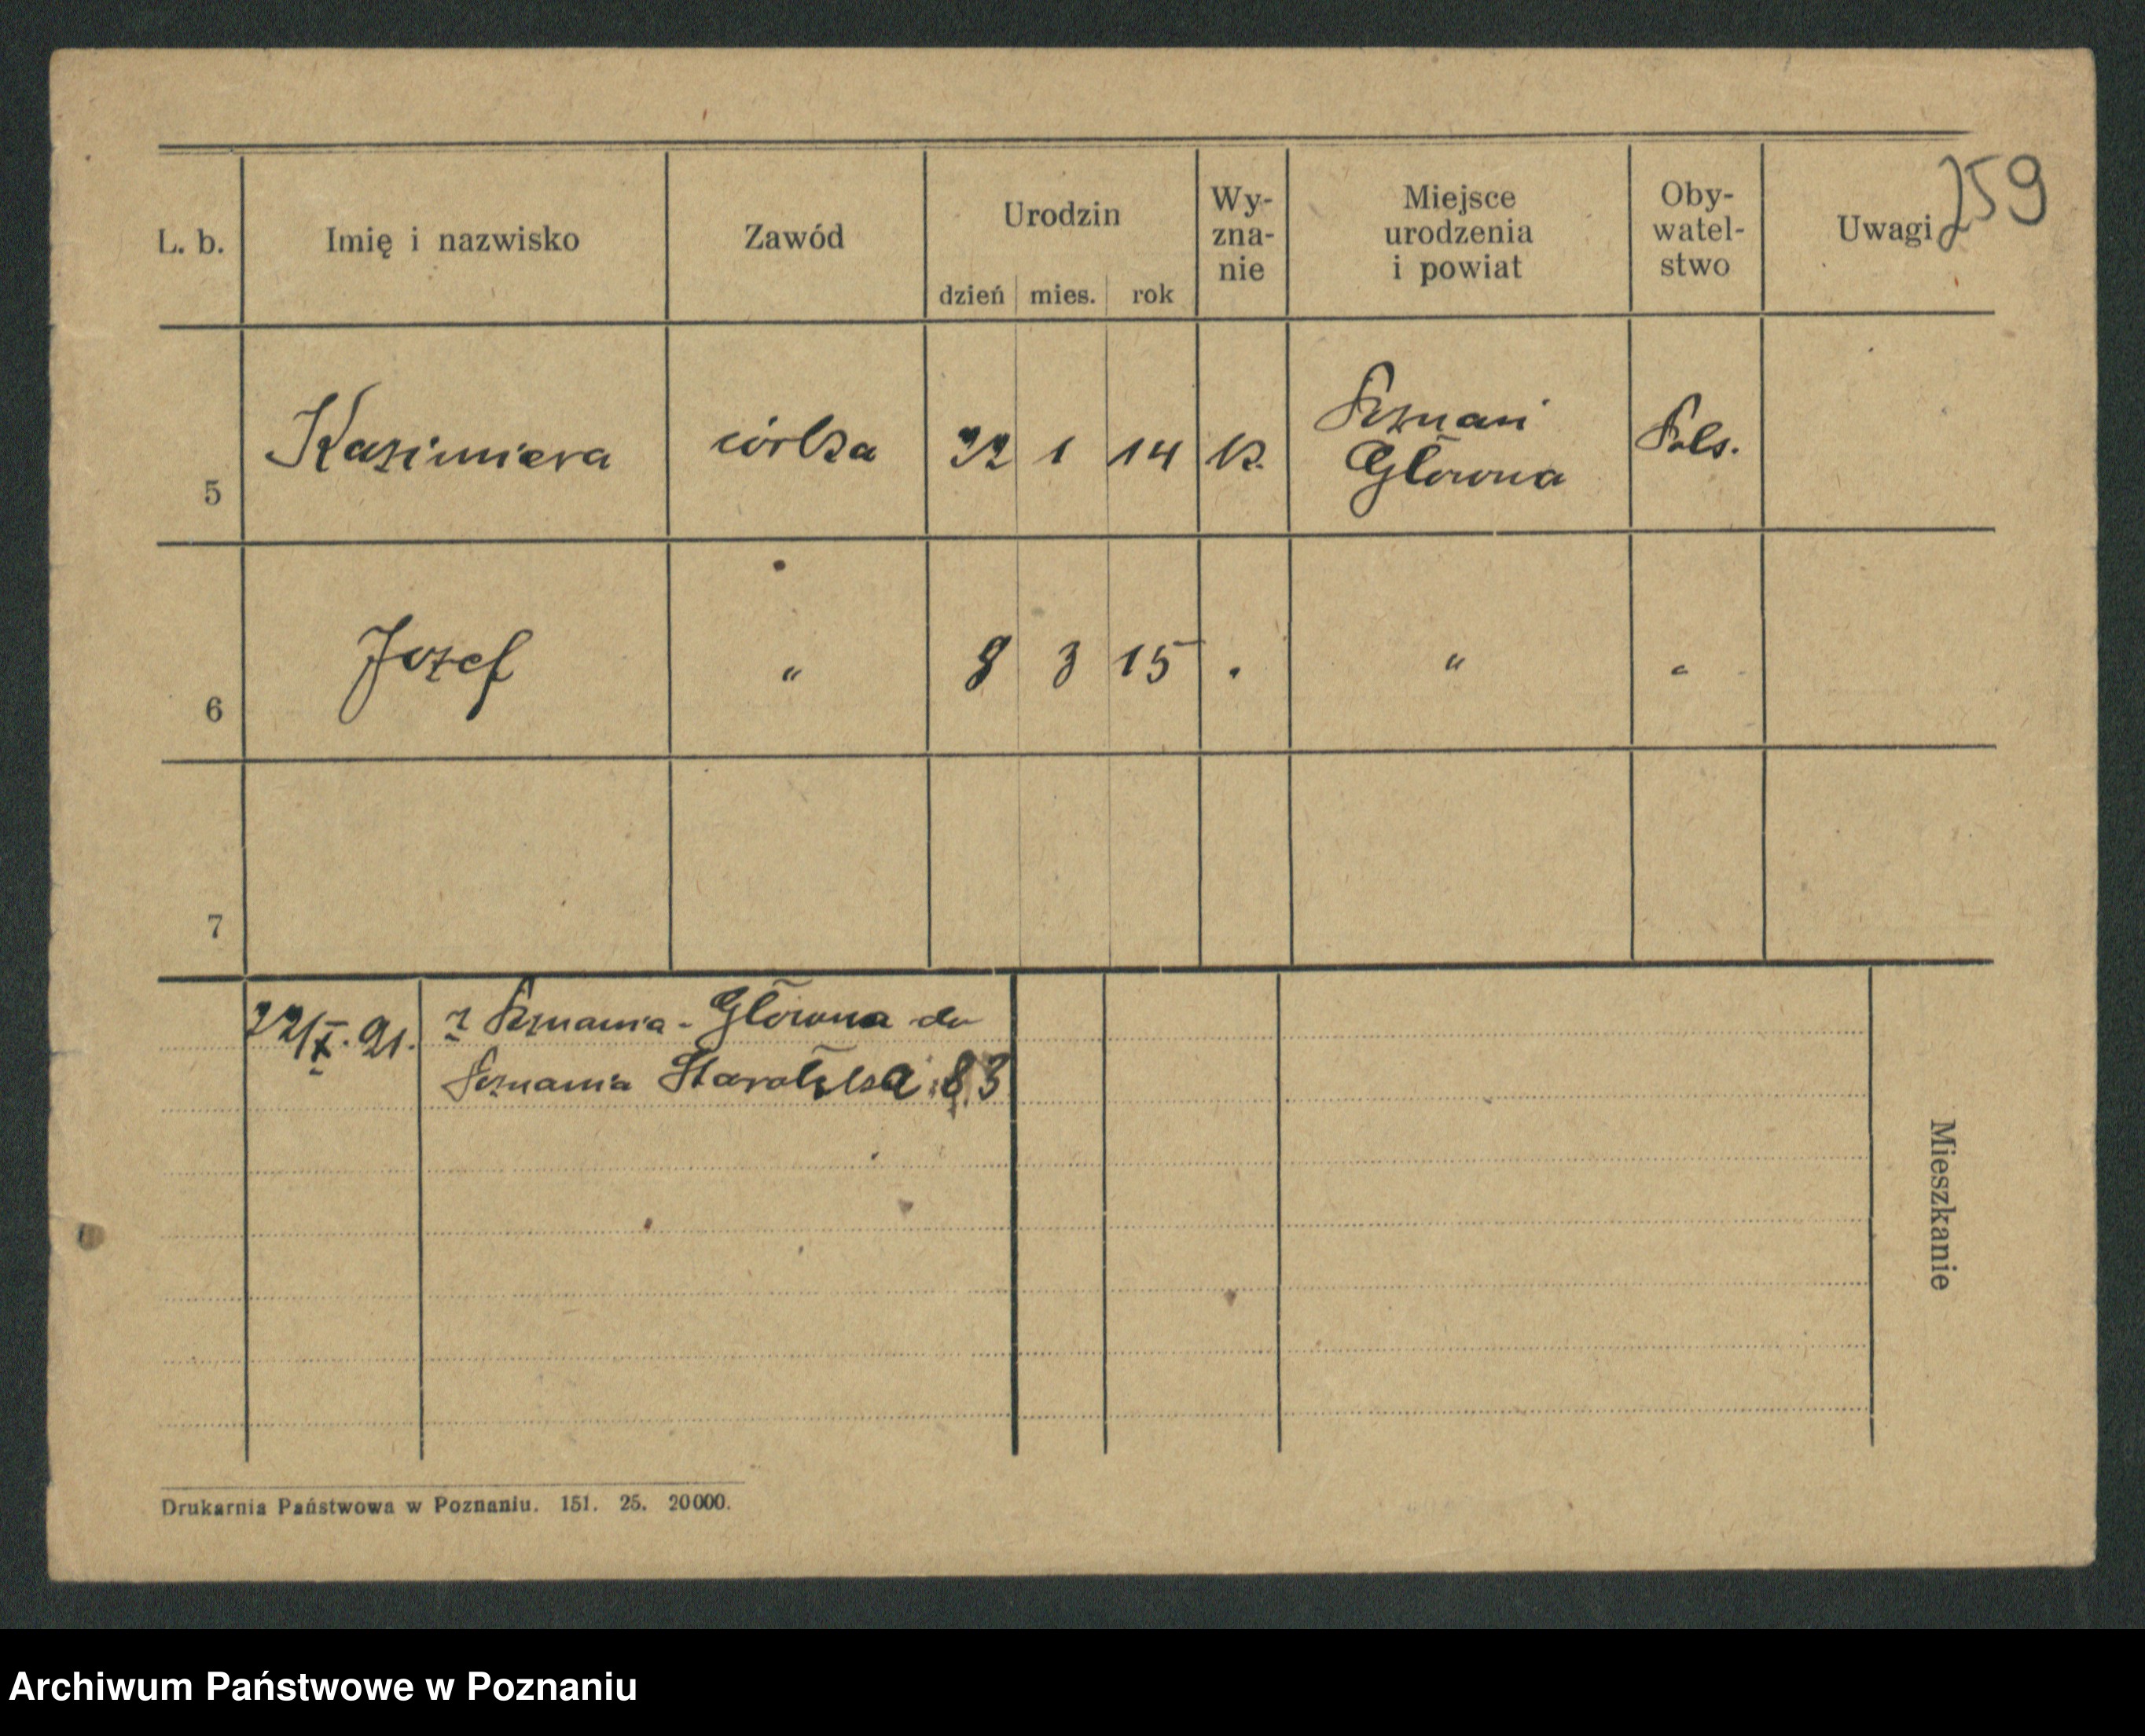 259
L. b. Imię i nazwisko Zawód Urodzin Wy-
zna-
nie Miejsce
urodzenia
i powiat Oby-
watel-
stwo Uwagi
dzień mies. rok
5 Kazimiera córka 22 1 14 k. Poznań
Główna Pols.
6 Jozef " 8 3 15 " " "
7
22/X. 21. z Poznania - Główna do
Poznania Starołęka 83
Mieszkanie
Drukarnia Państwowa w Poznaniu. 151. 25. 20000.
Archiwum Państwowe w Poznaniu